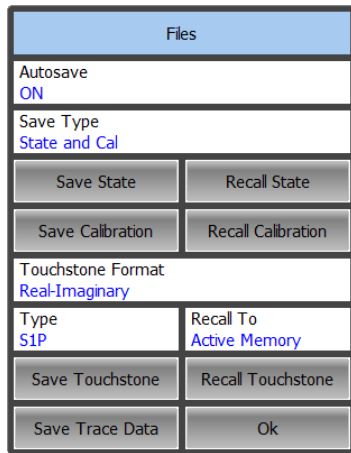 Files
Autosave
ON
Save Type
State and Cal
Save State
Recall State
Save Calibration
Recall Calibration
Touchstone Format
Real-Imaginary
Type
S1P
Recall To
Active Memory
Save Touchstone
Recall Touchstone
Save Trace Data
Ok